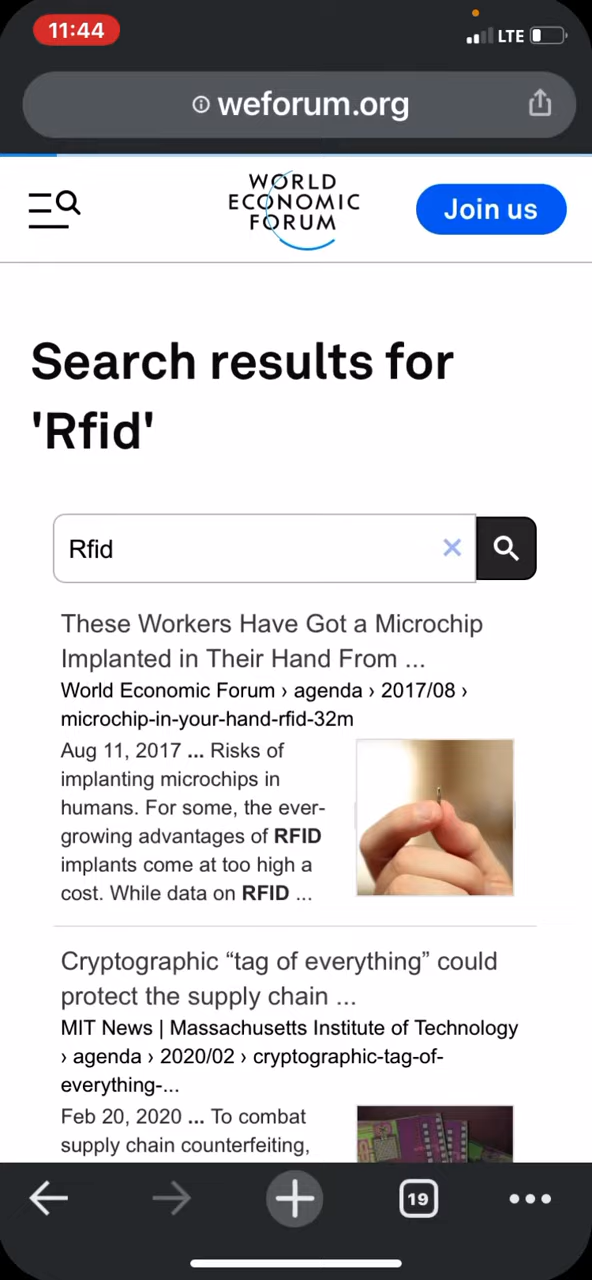 11:44
LTE
weforum.org
WORLD
ECONOMIC
FORUM
Join us
Search results for
'Rfid'
Rfid
These Workers Have Got a Microchip
Implanted in Their Hand From ...
World Economic Forum › agenda › 2017/08 ›
microchip-in-your-hand-rfid-32m
Aug 11, 2017 ... Risks of
implanting microchips in
humans. For some, the ever-
growing advantages of RFID
implants come at too high a
cost. While data on RFID ...
Cryptographic “tag of everything” could
protect the supply chain ...
MIT News | Massachusetts Institute of Technology
› agenda › 2020/02 › cryptographic-tag-of-
everything-...
Feb 20, 2020 ... To combat
supply chain counterfeiting,
19